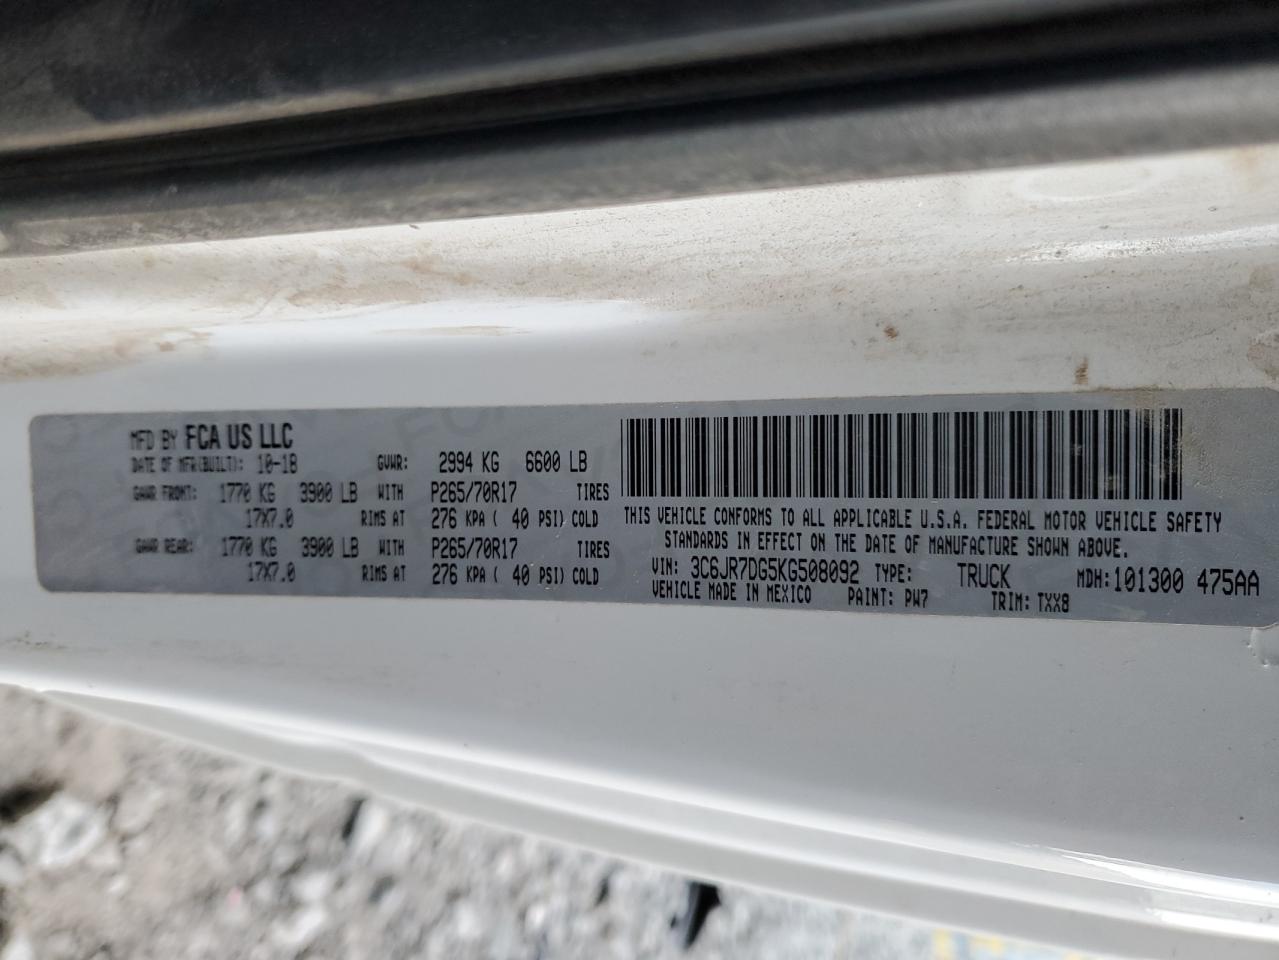 MFD BY FCA US LLC
DATE OF MFR(BUILT): 10-18 GVWR: 2994 KG 6600 LB
GAWR FRONT: 1770 KG 3900 LB WITH P265/70R17 TIRES
17X7.0 RIMS AT 276 KPA ( 40 PSI) COLD
GAWR REAR: 1770 KG 3900 LB WITH P265/70R17 TIRES
17X7.0 RIMS AT 276 KPA ( 40 PSI) COLD
THIS VEHICLE CONFORMS TO ALL APPLICABLE U.S.A. FEDERAL MOTOR VEHICLE SAFETY
STANDARDS IN EFFECT ON THE DATE OF MANUFACTURE SHOWN ABOVE.
VIN: 3C6JR7DG5KG508092 TYPE: TRUCK MDH:101300 475AA
VEHICLE MADE IN MEXICO PAINT: PW7 TRIM: TXX8